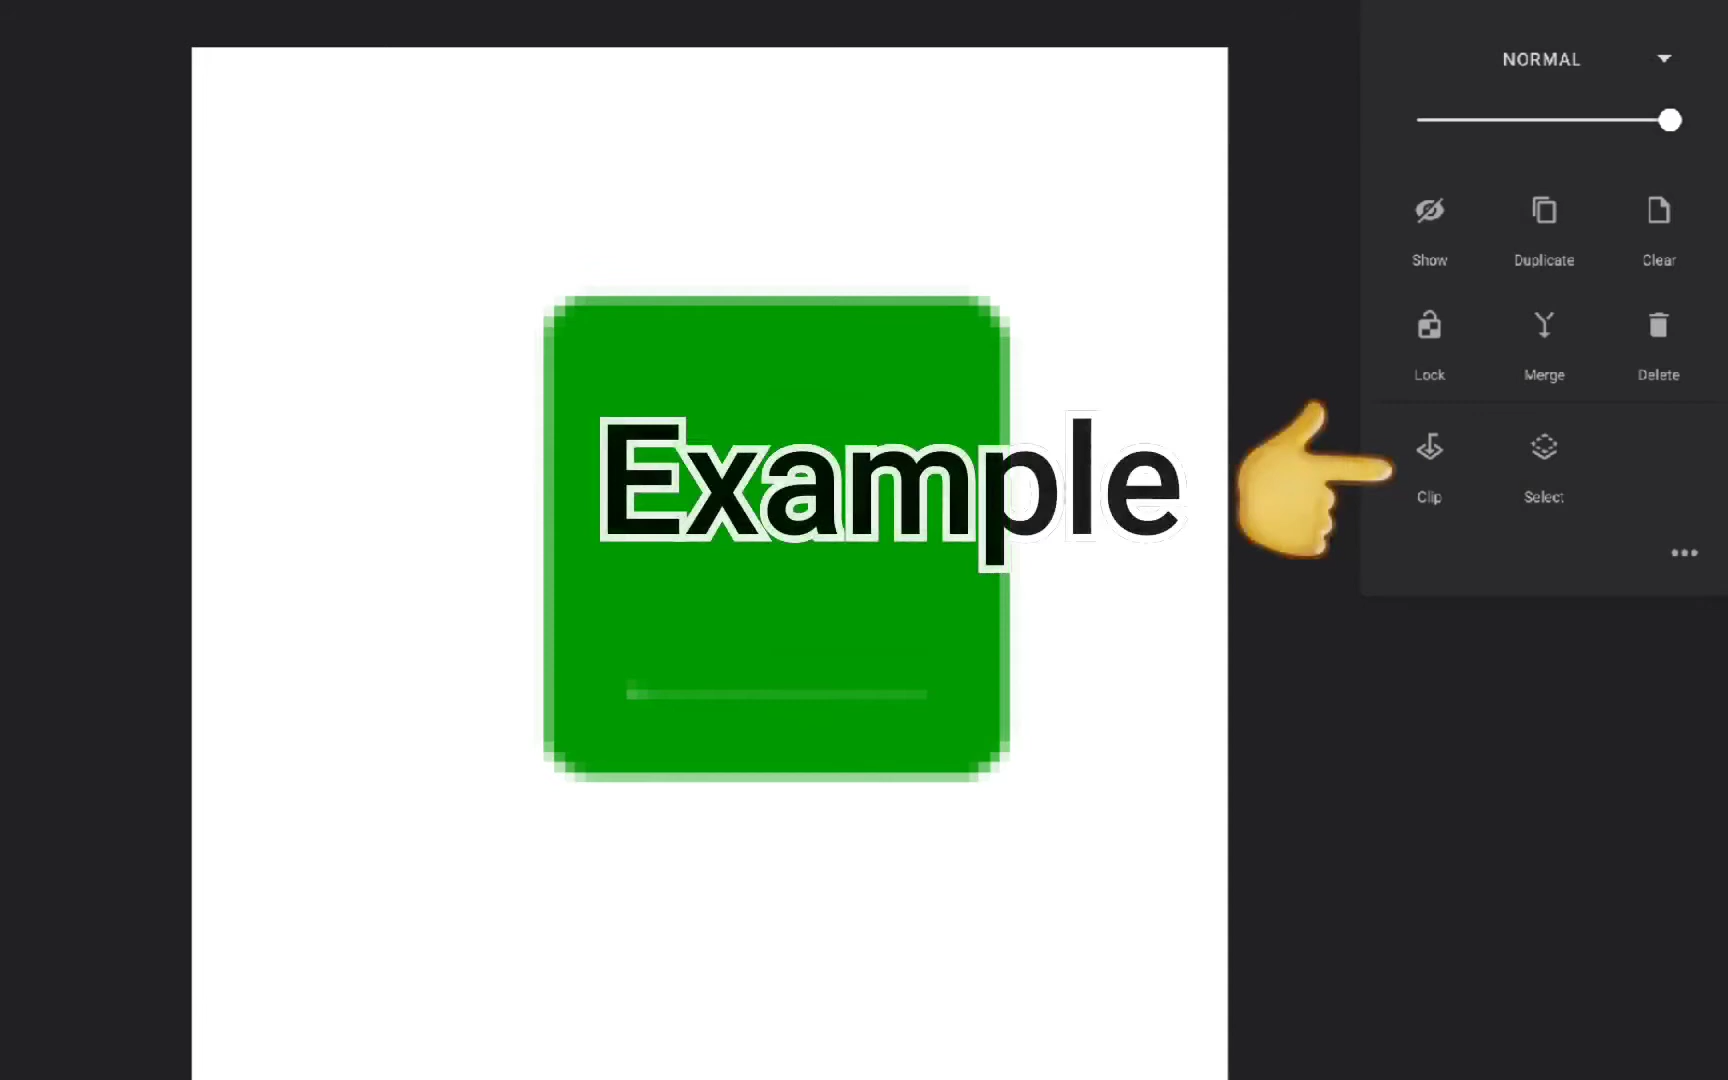 NORMAL
Show Duplicate Clear
Lock Merge Delete
Example
Clip Select